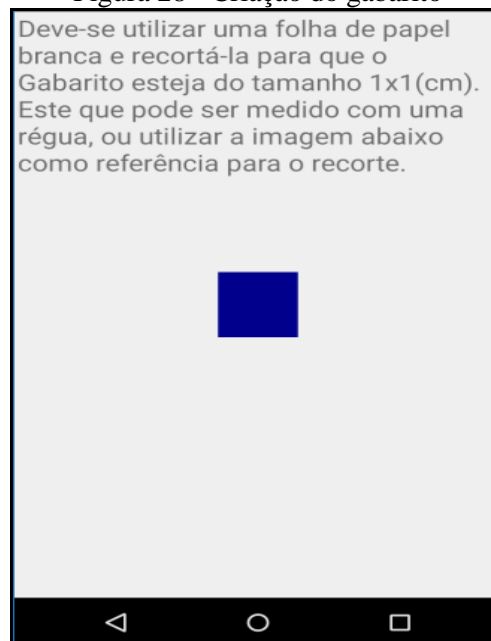 Deve-se utilizar uma folha de papel
branca e recortá-la para que o
Gabarito esteja do tamanho 1x1(cm).
Este que pode ser medido com uma
régua, ou utilizar a imagem abaixo
como referência para o recorte.